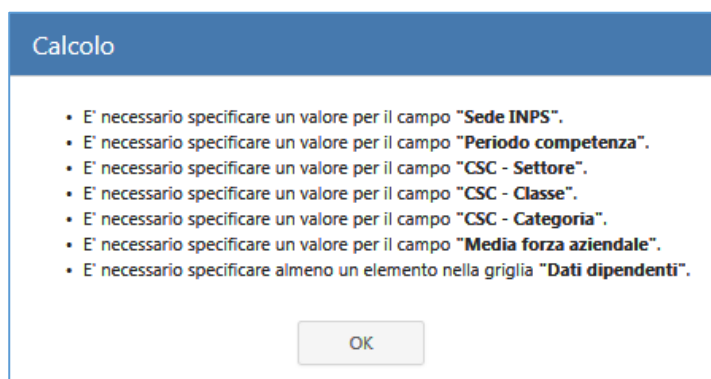 Calcolo
• E' necessario specificare un valore per il campo "Sede INPS".
• E' necessario specificare un valore per il campo "Periodo competenza".
• E' necessario specificare un valore per il campo "CSC - Settore".
• E' necessario specificare un valore per il campo "CSC - Classe".
• E' necessario specificare un valore per il campo "CSC - Categoria".
• E' necessario specificare un valore per il campo "Media forza aziendale".
• E' necessario specificare almeno un elemento nella griglia "Dati dipendenti".
OK